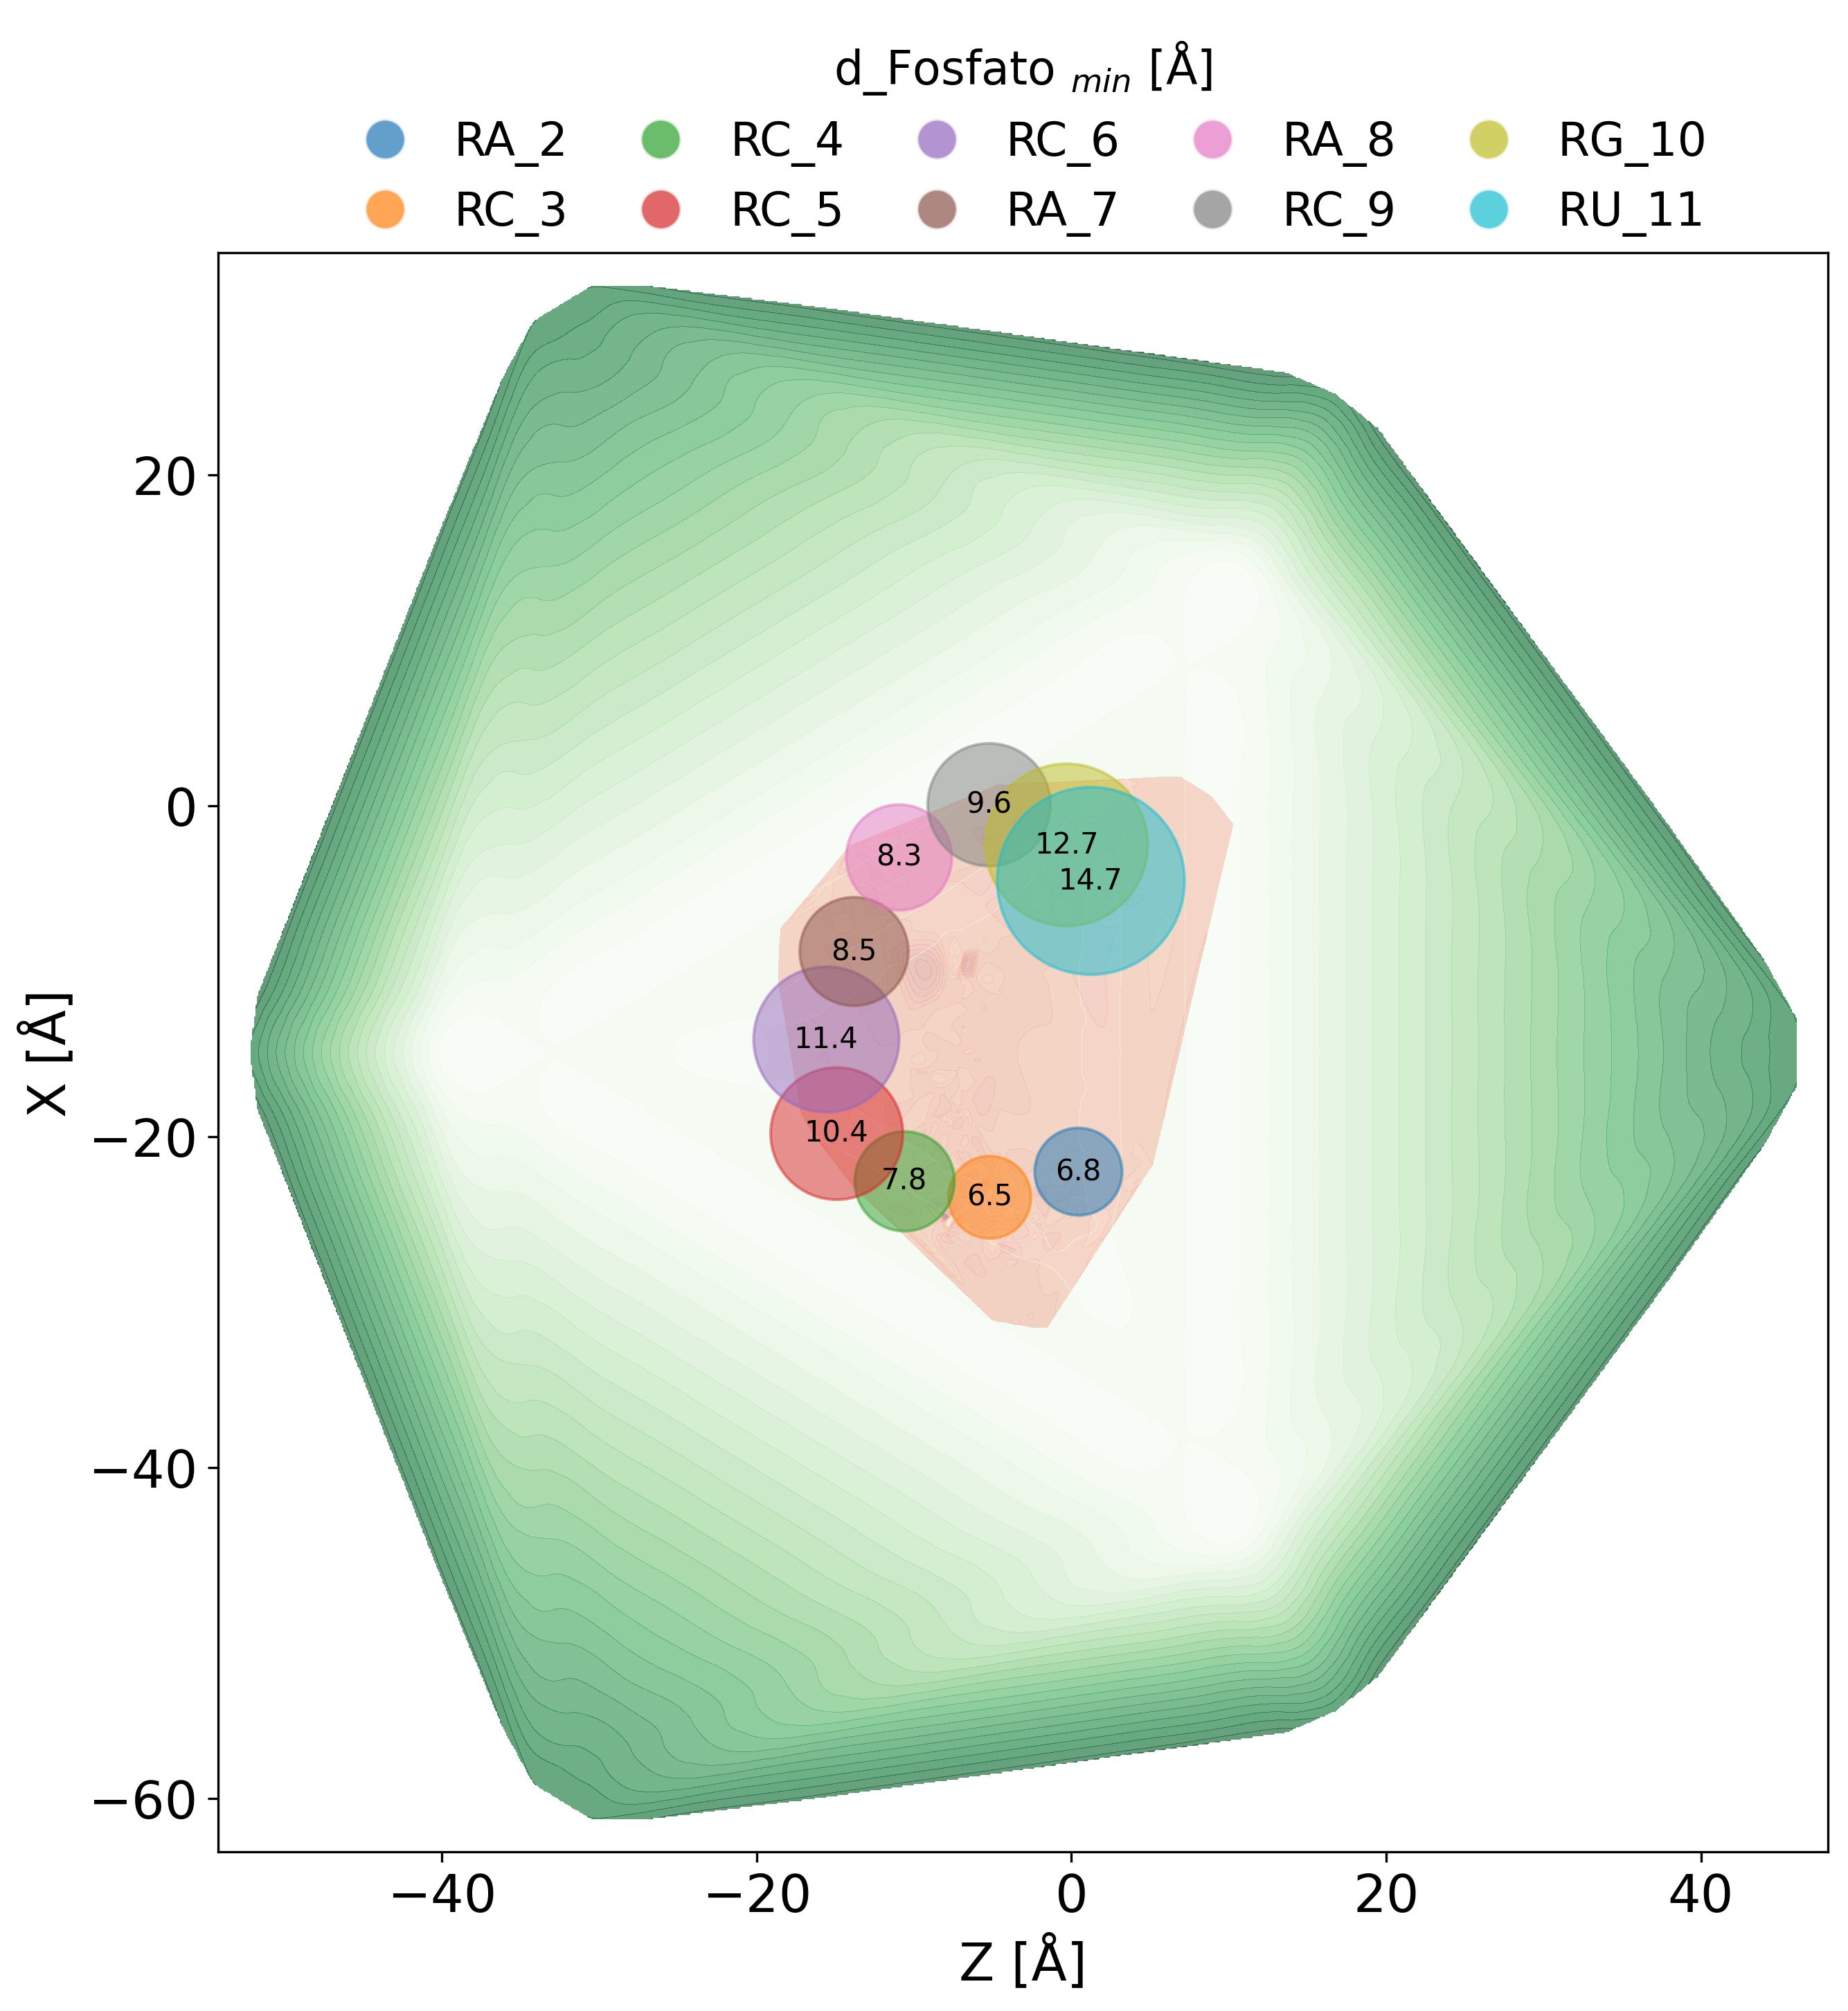 d_Fosfato min [Å]
RA_2 RC_4 RC_6 RA_8 RG_10
RC_3 RC_5 RA_7 RC_9 RU_11
20
0
−20
−40
−60
X [Å]
9.6
12.7
8.3
14.7
8.5
11.4
10.4
7.8
6.5
6.8
−40 −20 0 20 40
Z [Å]